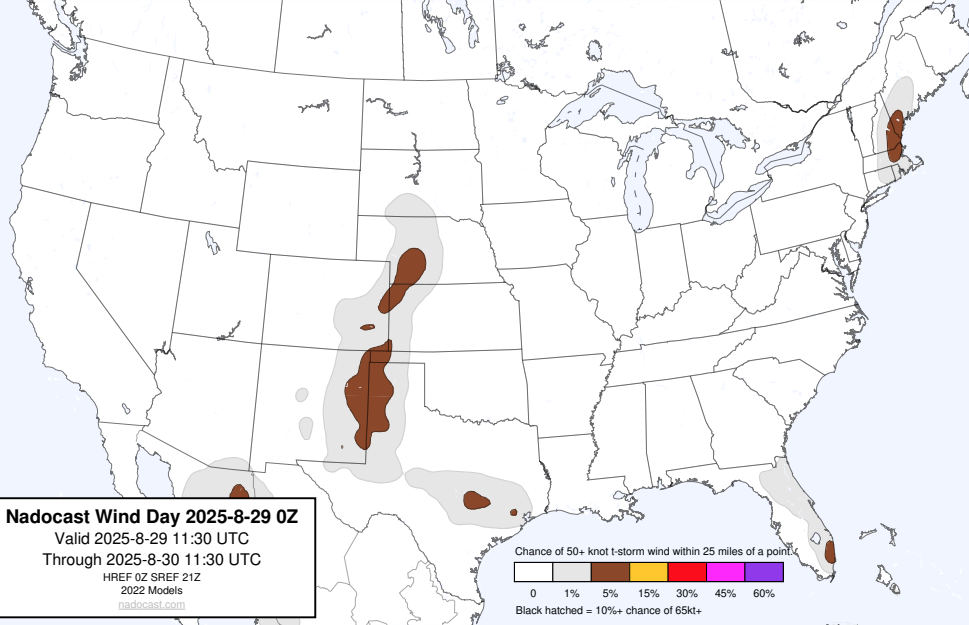 Nadocast Wind Day 2025-8-29 0Z
Valid 2025-8-29 11:30 UTC
Through 2025-8-30 11:30 UTC
HREF 0Z SREF 21Z
2022 Models
nadocast.com
Chance of 50+ knot t-storm wind within 25 miles of a point.
0 1% 5% 15% 30% 45% 60%
Black hatched = 10%+ chance of 65kt+